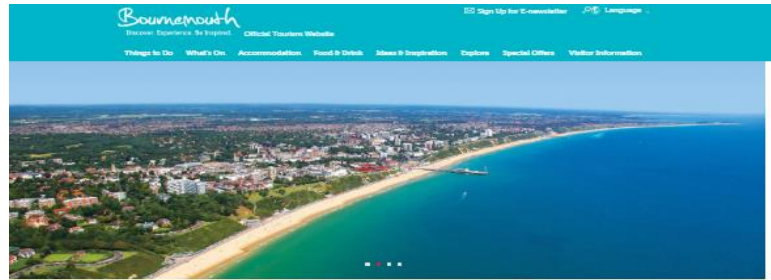 Bournemouth
Discover. Experience. Be Inspired.
Official Tourism Website
Sign Up for E-newsletter
Language
Things to Do What's On Accommodation Food & Drink Ideas & Inspiration Explore Special Offers Visitor Information